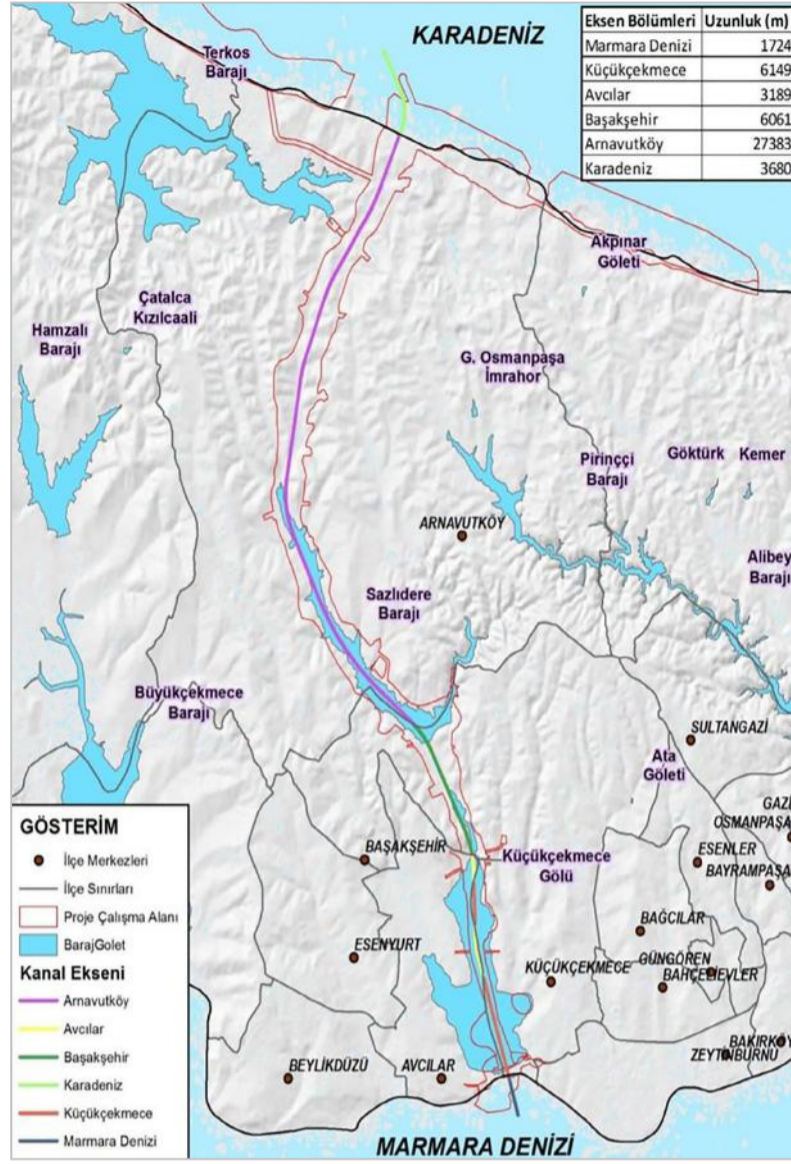 KARADENİZ
Eksen Bölümleri Uzunluk (m)
Marmara Denizi 1724
Küçükçekmece 6149
Avcılar 3189
Başakşehir 6061
Arnavutköy 27383
Karadeniz 3680
Terkos
Barajı
Akpınar
Göleti
Çatalca
Kızılcaali
Hamzalı
Barajı
G. Osmanpaşa
İmrahor
Pirinççi
Barajı
Göktürk
Kemer
ARNAVUTKÖY
Alibey
Barajı
Sazlıdere
Barajı
Büyükçekmece
Barajı
SULTANGAZİ
Ata
Göleti
GAZİ
OSMANPAŞA
BAŞAKŞEHİR
Küçükçekmece
Gölü
ESENLER
BAYRAMPAŞA
BAĞCILAR
ESENYURT
KÜÇÜKÇEKMECE
GÜNGÖREN
BAHÇELİEVLER
BAKIRKÖY
ZEYTİNBURNU
BEYLİKDÜZÜ
AVCILAR
MARMARA DENİZİ
GÖSTERİM
İlçe Merkezleri
İlçe Sınırları
Proje Çalışma Alanı
BarajGolet
Kanal Ekseni
Arnavutköy
Avcılar
Başakşehir
Karadeniz
Küçükçekmece
Marmara Denizi